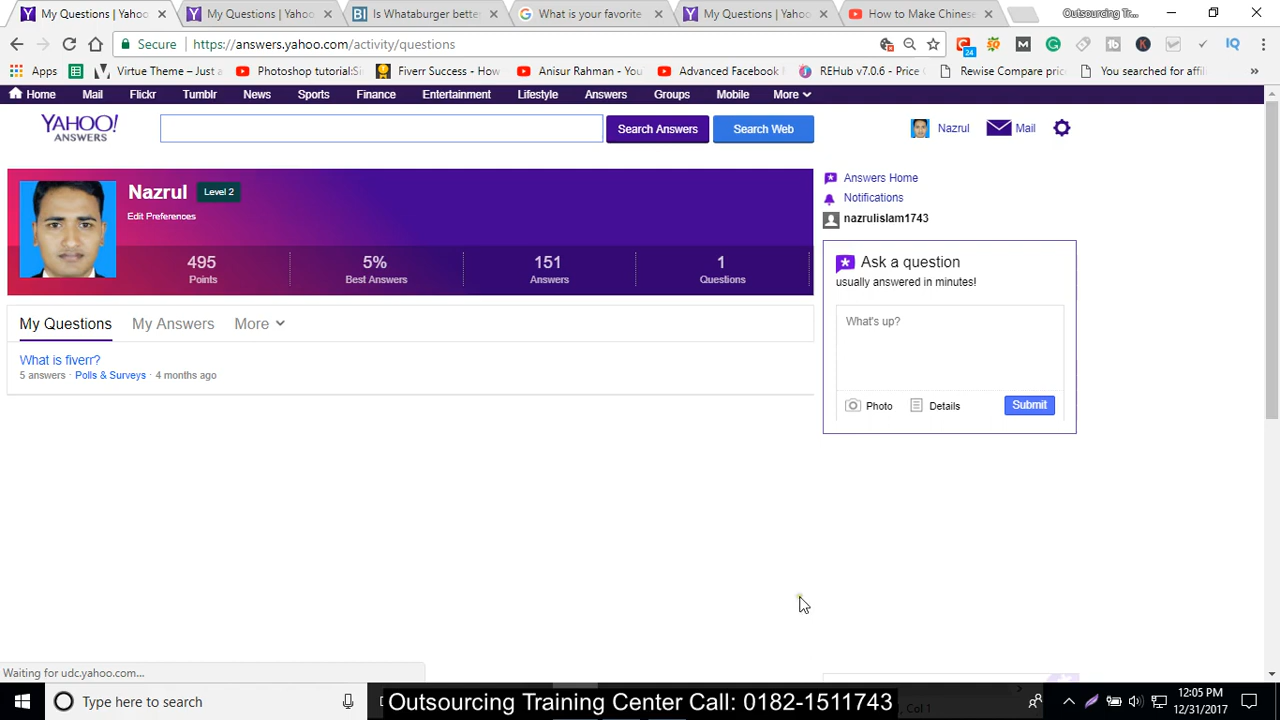 My Questions | Yahoo
My Questions | Yahoo
Is Whataburger bette
What is your favorite
My Questions | Yahoo
How to Make Chinese
Outsourcing Tr...
Secure
https://answers.yahoo.com/activity/questions
24
Apps
Virtue Theme – Just a
Photoshop tutorial:Si
Fiverr Success - How
Anisur Rahman - You
Advanced Facebook
REHub v7.0.6 - Price C
Rewise Compare pric
You searched for affil
Home
Mail
Flickr
Tumblr
News
Sports
Finance
Entertainment
Lifestyle
Answers
Groups
Mobile
More
YAHOO!
ANSWERS
Search Answers
Search Web
Nazrul
Mail
Nazrul
Level 2
Edit Preferences
495
Points
5%
Best Answers
151
Answers
1
Questions
Answers Home
Notifications
nazrulislam1743
Ask a question
usually answered in minutes!
What's up?
Photo
Details
Submit
My Questions
My Answers
More
What is fiverr?
5 answers · Polls & Surveys · 4 months ago
Waiting for udc.yahoo.com...
Type here to search
Outsourcing Training Center Call: 0182-1511743
12:05 PM
12/31/2017